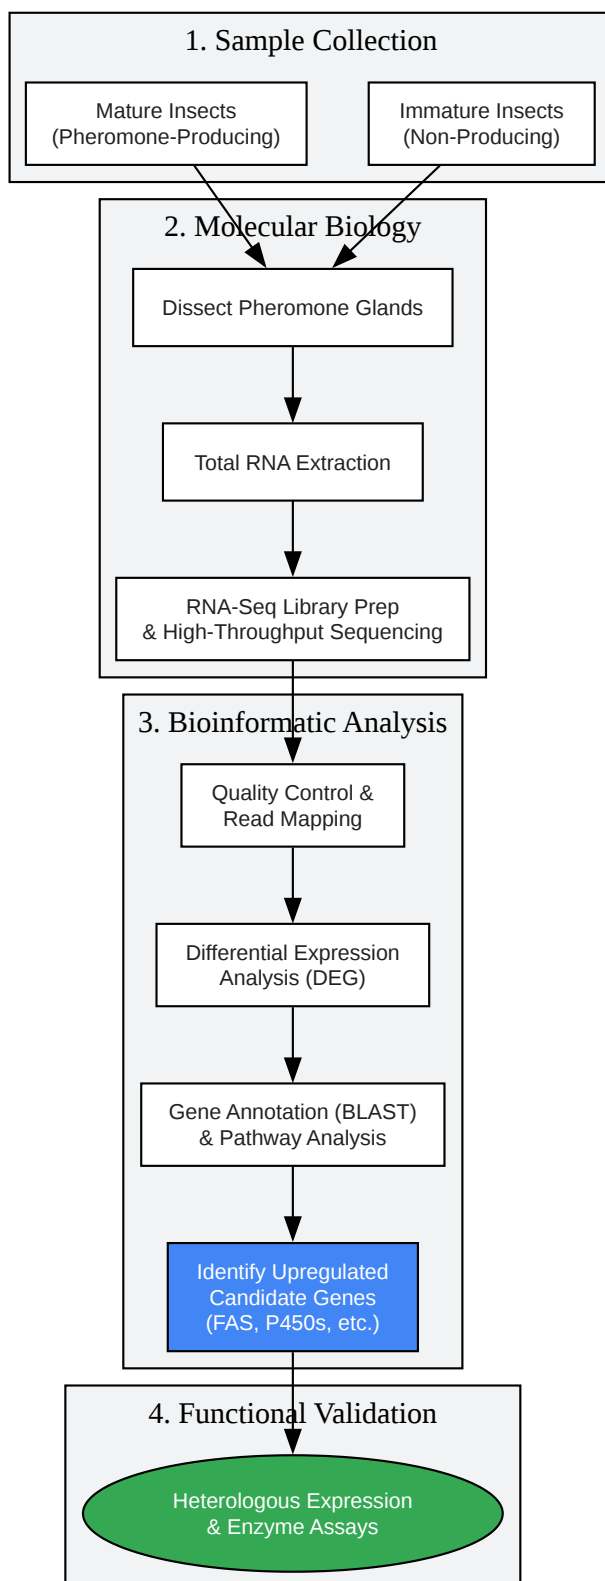 1. Sample Collection
Mature Insects
(Pheromone-Producing)
Immature Insects
(Non-Producing)
2. Molecular Biology
Dissect Pheromone Glands
Total RNA Extraction
RNA-Seq Library Prep
& High-Throughput Sequencing
3. Bioinformatic Analysis
Quality Control &
Read Mapping
Differential Expression
Analysis (DEG)
Gene Annotation (BLAST)
& Pathway Analysis
Identify Upregulated
Candidate Genes
(FAS, P450s, etc.)
4. Functional Validation
Heterologous Expression
& Enzyme Assays